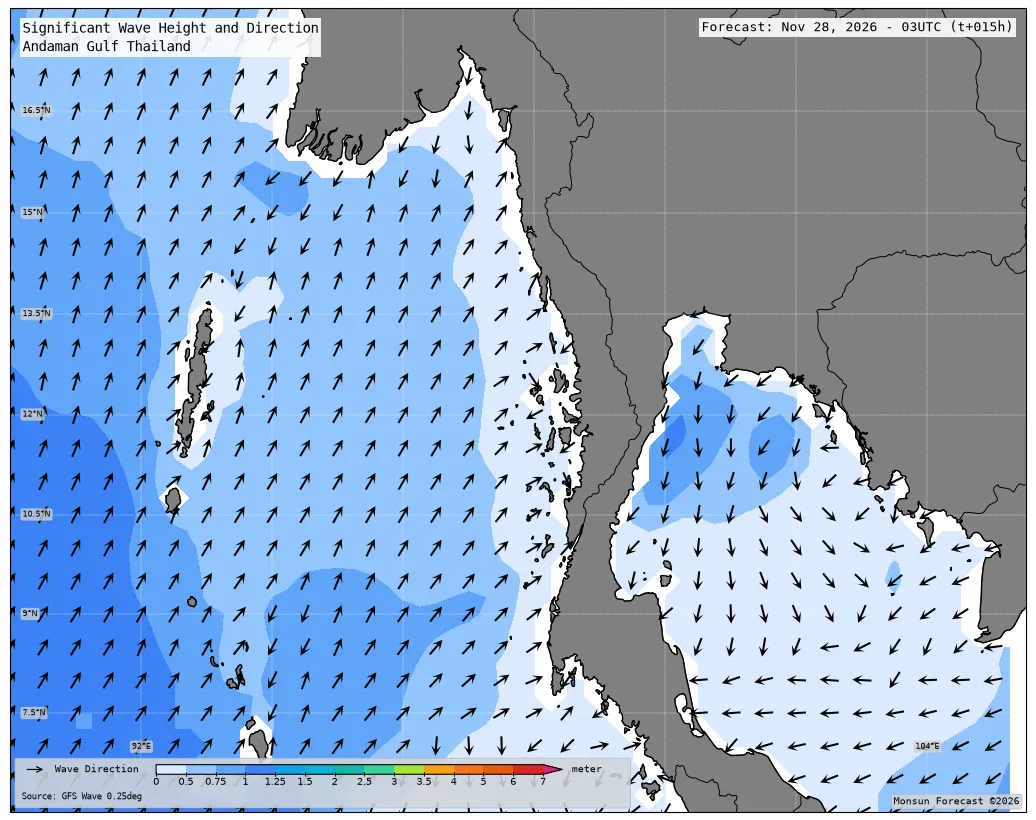 Significant Wave Height and Direction
Andaman Gulf Thailand
Forecast: Nov 28, 2026 - 03UTC (t+015h)
16.5°N
15°N
13.5°N
12°N
10.5°N
9°N
7.5°N
92°E
104°E
Wave Direction
0.5 0.75 1 1.25 1.5 2 2.5 3 3.5 4 5 6 7
meter
Source: GFS Wave 0.25deg
Monsun Forecast ©2026